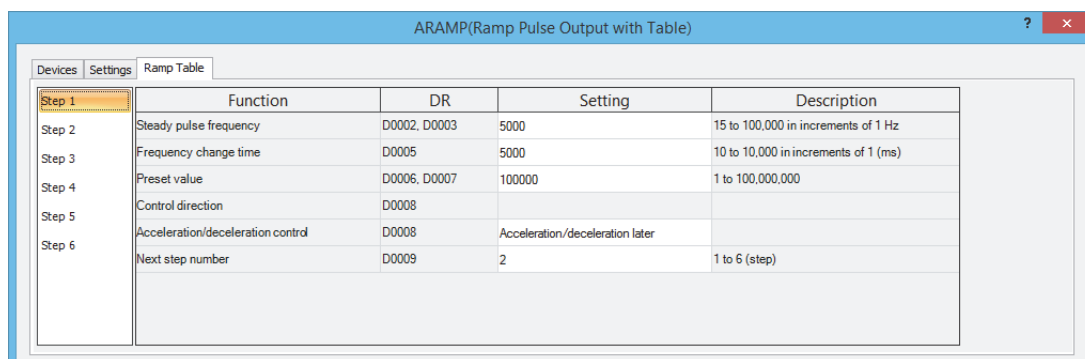 ARAMP(Ramp Pulse Output with Table) ? ×
Devices Settings Ramp Table
Step 1
Step 2
Step 3
Step 4
Step 5
Step 6
Function DR Setting Description
Steady pulse frequency D0002, D0003 5000 15 to 100,000 in increments of 1 Hz
Frequency change time D0005 5000 10 to 10,000 in increments of 1 (ms)
Preset value D0006, D0007 100000 1 to 100,000,000
Control direction D0008
Acceleration/deceleration control D0008 Acceleration/deceleration later
Next step number D0009 2 1 to 6 (step)